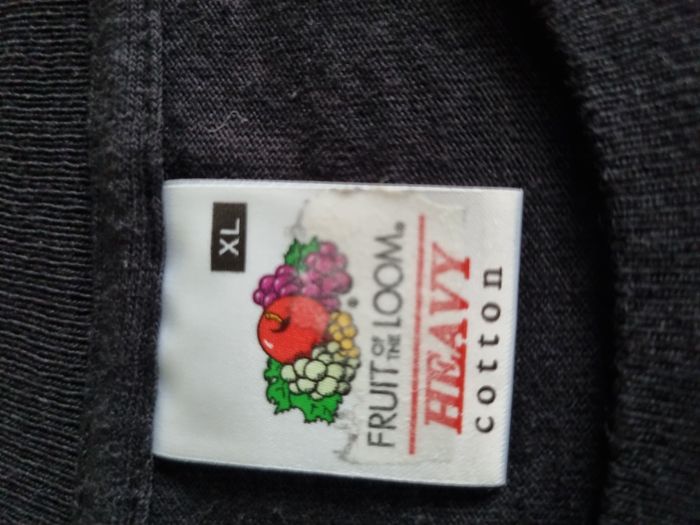 XL
®
FRUIT OF THE LOOM®
HEAVY
cotton